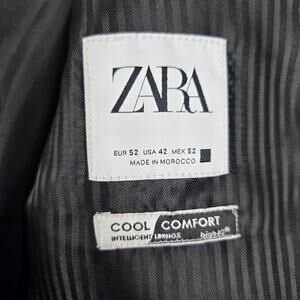 ZARA
EUR 52 USA 42 MEX 52
MADE IN MOROCCO
COOL COMFORT
INTELLIGENT LININGS